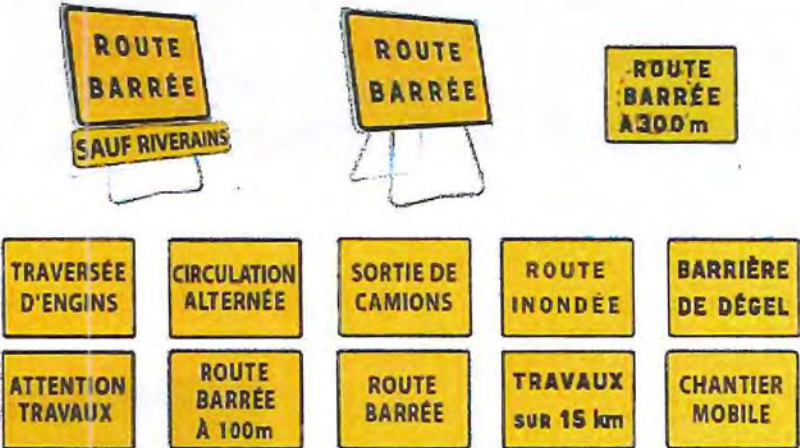 ROUTE
BARRÉE
SAUF RIVERAINS
ROUTE
BARRÉE
ROUTE
BARRÉE
A 300 m
TRAVERSÉE
D'ENGINS
CIRCULATION
ALTERNÉE
SORTIE DE
CAMIONS
ROUTE
INONDÉE
BARRIÈRE
DE DÉGEL
ATTENTION
TRAVAUX
ROUTE
BARRÉE
À 100m
ROUTE
BARRÉE
TRAVAUX
SUR 15 km
CHANTIER
MOBILE